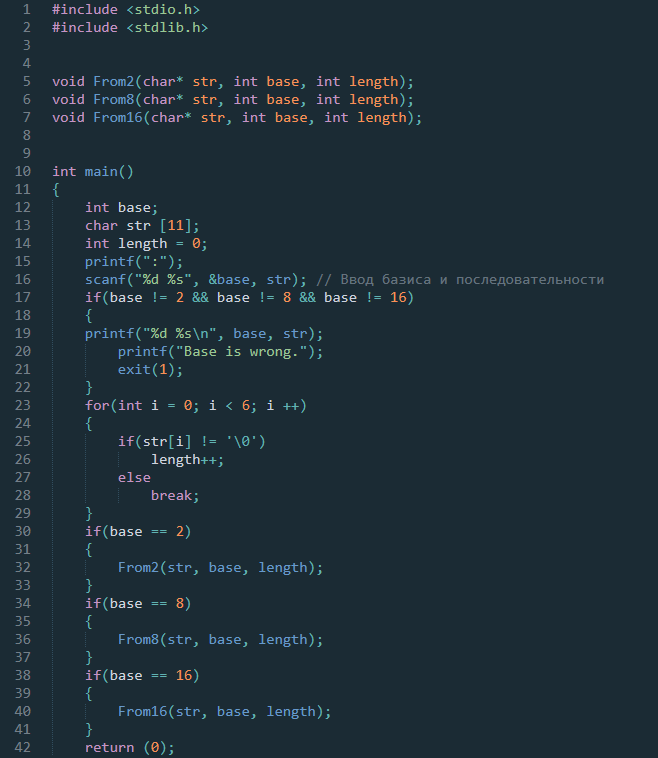 1 #include <stdio.h>
2 #include <stdlib.h>
3
4
5 void From2(char* str, int base, int length);
6 void From8(char* str, int base, int length);
7 void From16(char* str, int base, int length);
8
9
10 int main()
11 {
12     int base;
13     char str [11];
14     int length = 0;
15     printf(":");
16     scanf("%d %s", &base, str); // Ввод базиса и последовательности
17     if(base != 2 && base != 8 && base != 16)
18     {
19     printf("%d %s\n", base, str);
20         printf("Base is wrong.");
21         exit(1);
22     }
23     for(int i = 0; i < 6; i ++)
24     {
25         if(str[i] != '\0')
26             length++;
27         else
28             break;
29     }
30     if(base == 2)
31     {
32         From2(str, base, length);
33     }
34     if(base == 8)
35     {
36         From8(str, base, length);
37     }
38     if(base == 16)
39     {
40         From16(str, base, length);
41     }
42     return (0);